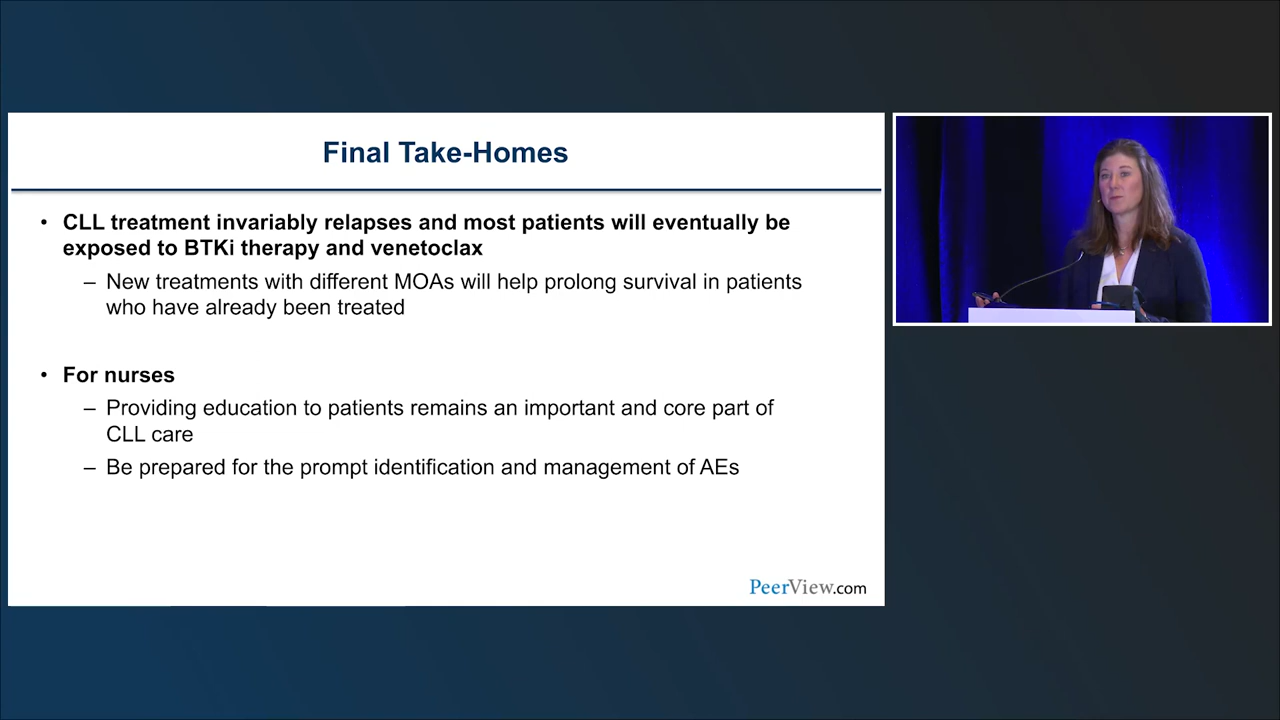 Final Take-Homes
• CLL treatment invariably relapses and most patients will eventually be
exposed to BTKi therapy and venetoclax
– New treatments with different MOAs will help prolong survival in patients
who have already been treated
• For nurses
– Providing education to patients remains an important and core part of
CLL care
– Be prepared for the prompt identification and management of AEs
PeerView.com